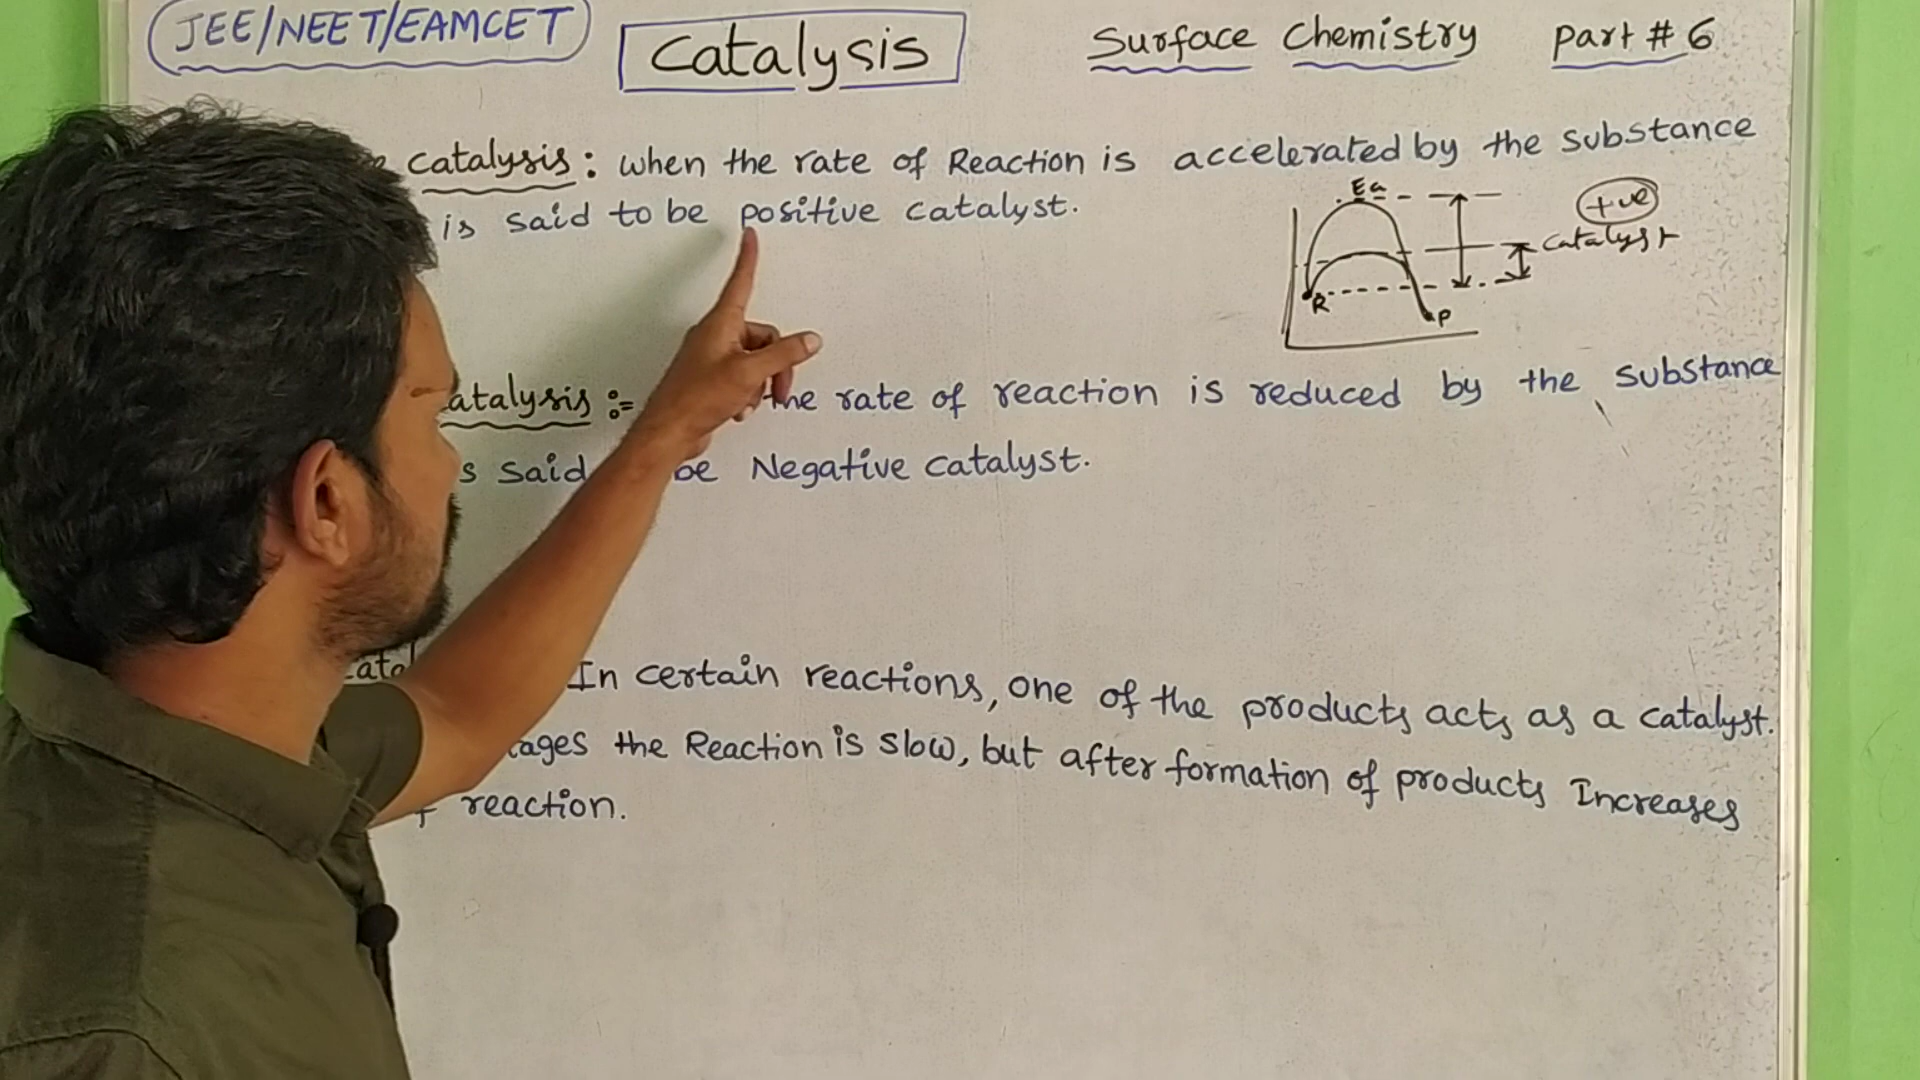 JEE/NEET/EAMCET
Catalysis
Surface Chemistry Part # 6
catalysis: when the rate of Reaction is accelerated by the substance
is said to be positive catalyst.
Ea
+ve
catalyst
R
P
atalysis := the rate of reaction is reduced by the substance
s said be Negative catalyst.
In certain reactions, one of the products acts as a catalyst.
tages the Reaction is slow, but after formation of products Increases
reaction.